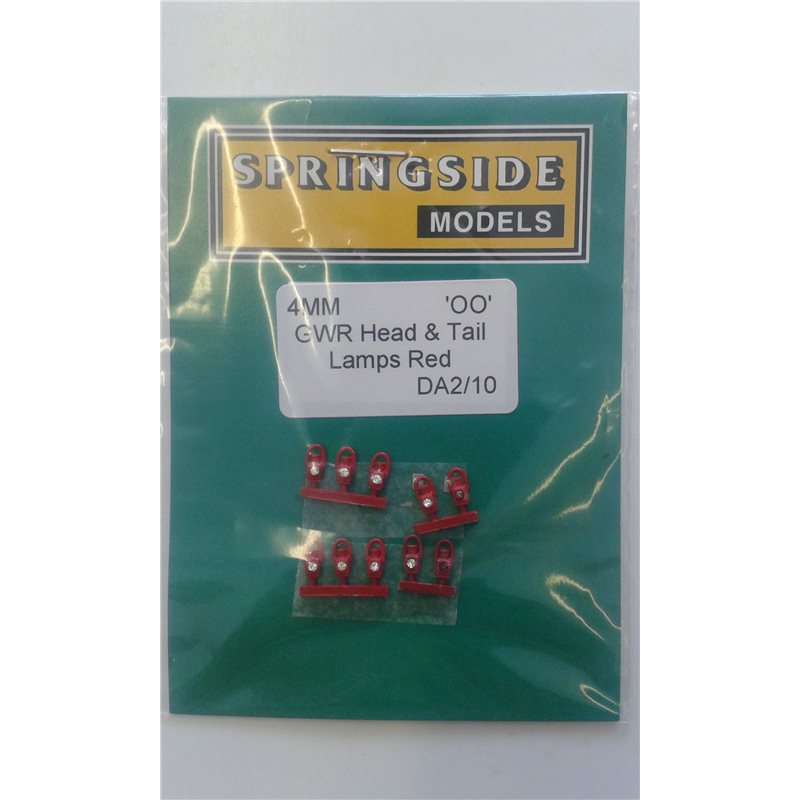 SPRINGSIDE
MODELS
4MM 'OO'
GWR Head & Tail
Lamps Red
DA2/10